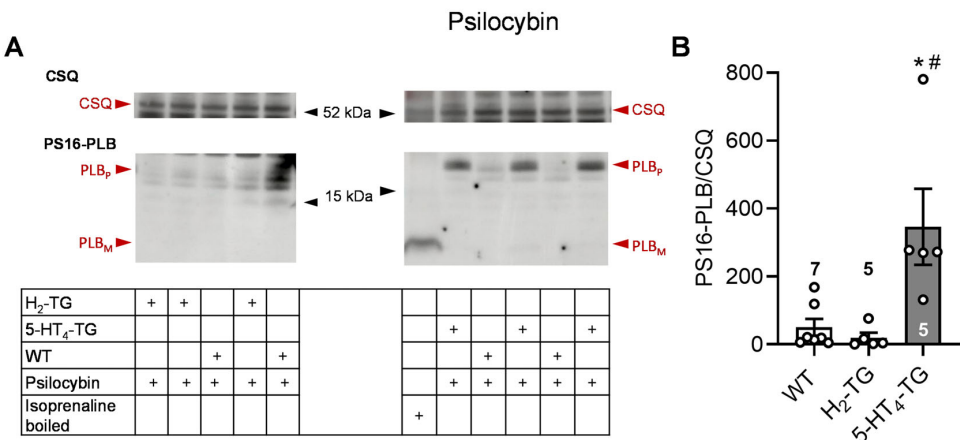 Psilocybin
A
CSQ
CSQ
52 kDa
CSQ
PS16-PLB
PLBP
15 kDa
PLBP
PLBM
PLBM
H2-TG + + +
5-HT4-TG + + +
WT + + + +
Psilocybin + + + + + + + + + +
Isoprenaline
boiled +
B
* #
PS16-PLB/CSQ
800
600
400
200
0
7
5
5
WT
H2-TG
5-HT4-TG